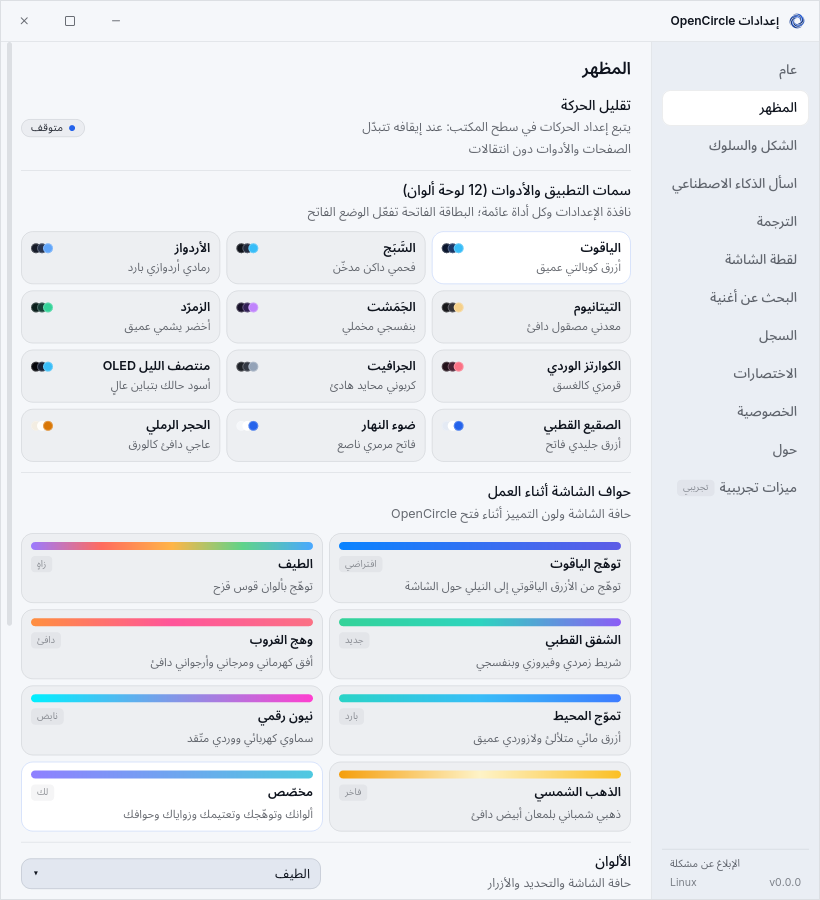 إعدادات OpenCircle
عام
المظهر
الشكل والسلوك
اسأل الذكاء الاصطناعي
الترجمة
لقطة الشاشة
البحث عن أغنية
السجل
الاختصارات
الخصوصية
حول
ميزات تجريبية تجريبي
الإبلاغ عن مشكلة
v0.0.0 Linux
المظهر
تقليل الحركة
يتبع إعداد الحركات في سطح المكتب: عند إيقافه تتبدّل
الصفحات والأدوات دون انتقالات
متوقف
سمات التطبيق والأدوات (12 لوحة ألوان)
نافذة الإعدادات وكل أداة عائمة؛ البطاقة الفاتحة تفعّل الوضع الفاتح
الياقوت
أزرق كوبالتي عميق
السَّبَج
فحمي داكن مدخّن
الأردواز
رمادي أردوازي بارد
التيتانيوم
معدني مصقول دافئ
الجَمَشت
بنفسجي مخملي
الزمرّد
أخضر يشمي عميق
الكوارتز الوردي
قرمزي كالغسق
الجرافيت
كربوني محايد هادئ
منتصف الليل OLED
أسود حالك بتباين عالٍ
الصقيع القطبي
أزرق جليدي فاتح
ضوء النهار
فاتح مرمري ناصع
الحجر الرملي
عاجي دافئ كالورق
حواف الشاشة أثناء العمل
حافة الشاشة ولون التمييز أثناء فتح OpenCircle
توهّج الياقوت افتراضي
توهّج من الأزرق الياقوتي إلى النيلي حول الشاشة
الطيف زاهٍ
توهّج بألوان قوس قزح
الشفق القطبي جديد
شريط زمردي وفيروزي وبنفسجي
وهج الغروب دافئ
أفق كهرماني ومرجاني وأرجواني دافئ
تموّج المحيط بارد
أزرق مائي متلألئ ولازوردي عميق
نيون رقمي نابض
سماوي كهربائي ووردي متّقد
الذهب الشمسي فاخر
ذهبي شمباني بلمعان أبيض دافئ
مخصّص لك
ألوانك وتوهّجك وتعتيمك وزواياك وحوافك
الألوان
حافة الشاشة والتحديد والأزرار
الطيف